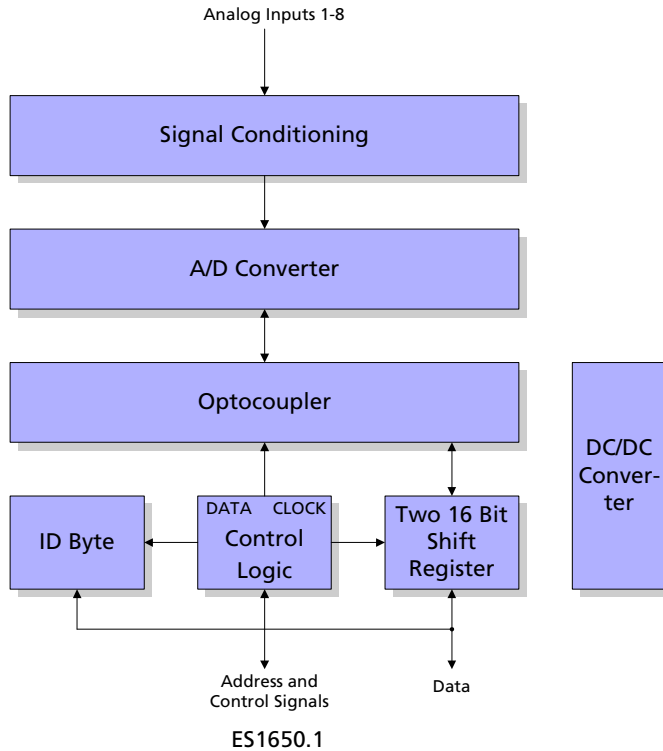 Analog Inputs 1-8
Signal Conditioning
A/D Converter
Optocoupler
DC/DC
Conver-
ter
ID Byte
DATA CLOCK
Control
Logic
Two 16 Bit
Shift
Register
Address and
Control Signals
Data
ES1650.1